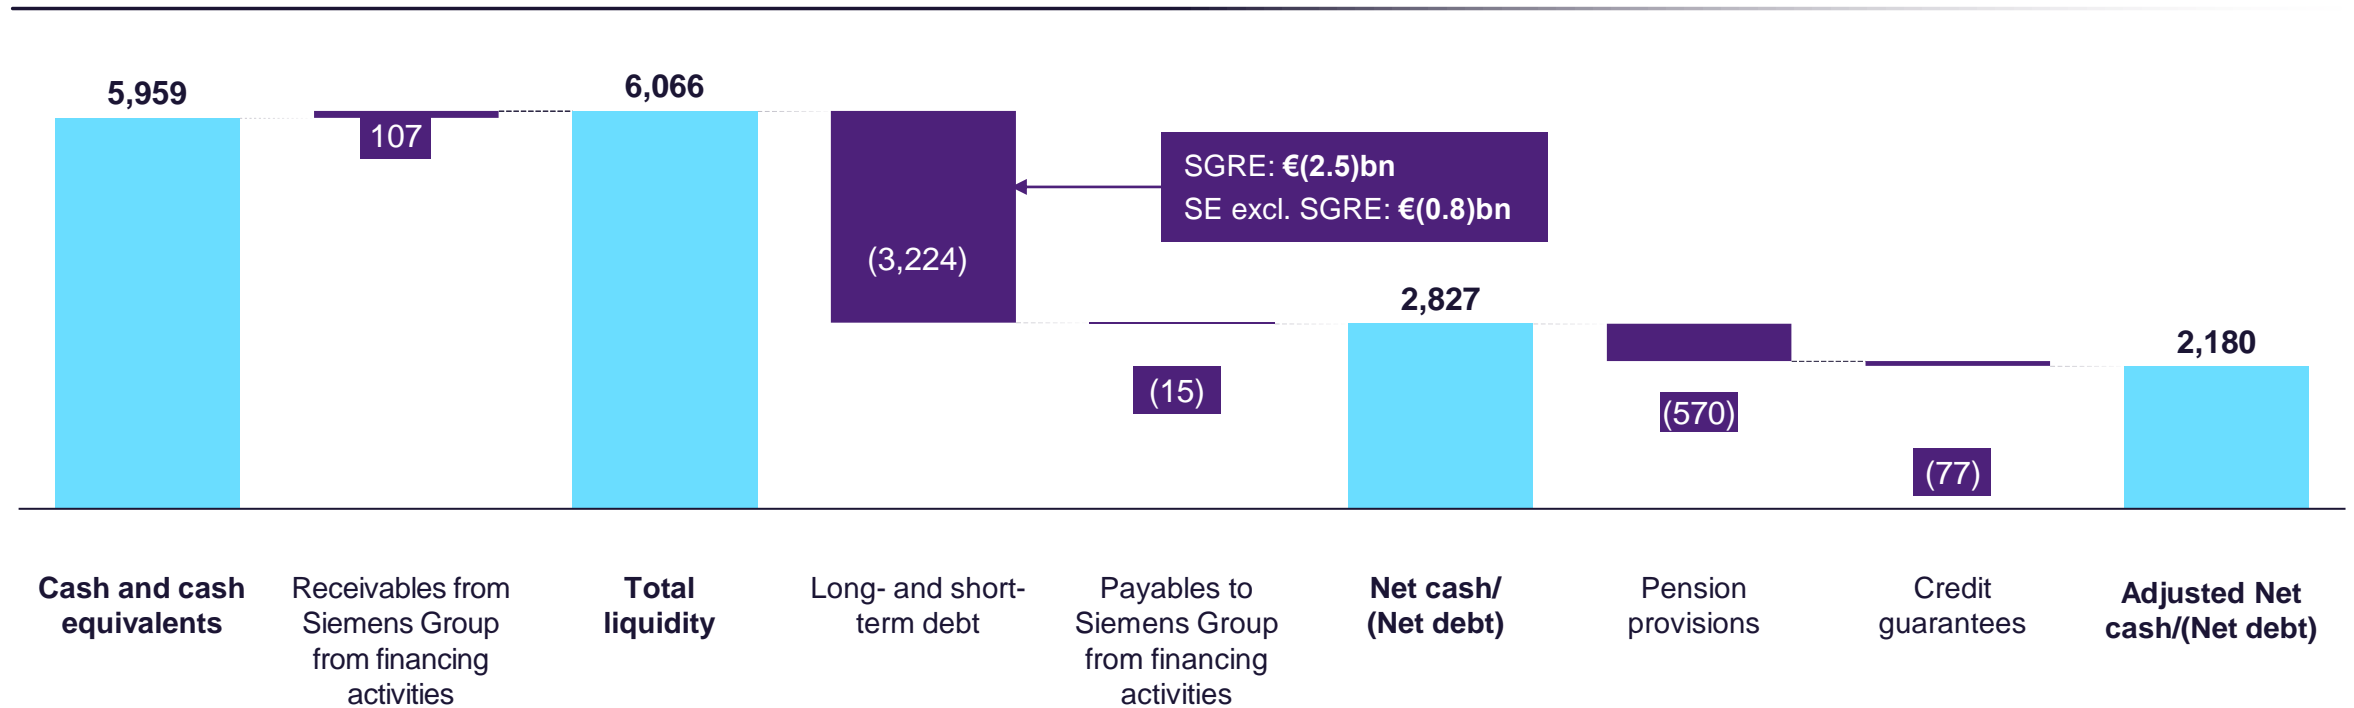 5,959
107
6,066
(3,224)
SGRE: €(2.5)bn
SE excl. SGRE: €(0.8)bn
(15)
2,827
(570)
(77)
2,180
Cash and cash
equivalents
Receivables from
Siemens Group
from financing
activities
Total
liquidity
Long- and short-
term debt
Payables to
Siemens Group
from financing
activities
Net cash/
(Net debt)
Pension
provisions
Credit
guarantees
Adjusted Net
cash/(Net debt)